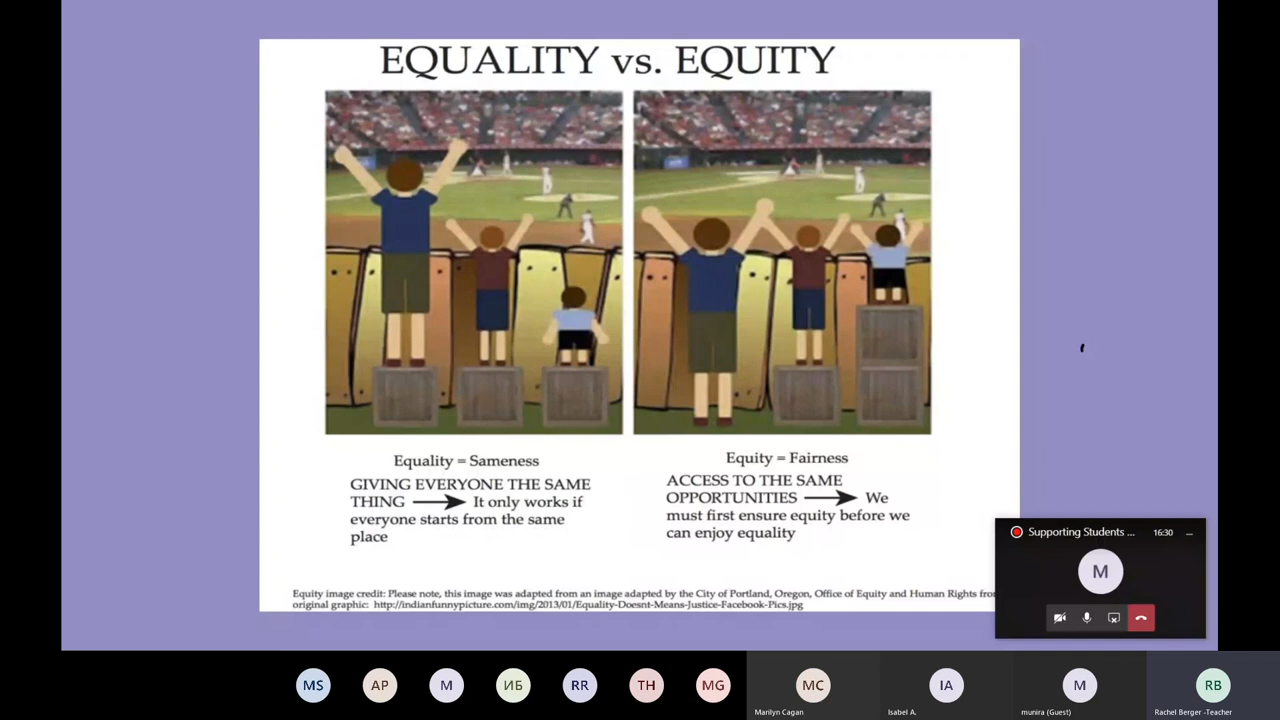 EQUALITY vs. EQUITY
Equality = Sameness
GIVING EVERYONE THE SAME
THING → It only works if
everyone starts from the same
place
Equity = Fairness
ACCESS TO THE SAME
OPPORTUNITIES → We
must first ensure equity before we
can enjoy equality
Equity image credit: Please note, this image was adapted from an image adapted by the City of Portland, Oregon, Office of Equity and Human Rights
original graphic: http://indianfunnypicture.com/img/2013/01/Equality-Doesnt-Means-Justice-Facebook-Pics.jpg
Supporting Students ... 16:30
M
MS AP M ИБ RR TH MG MC IA M RB
Marilyn Cagan Isabel A. munira (Guest) Rachel Berger -Teacher